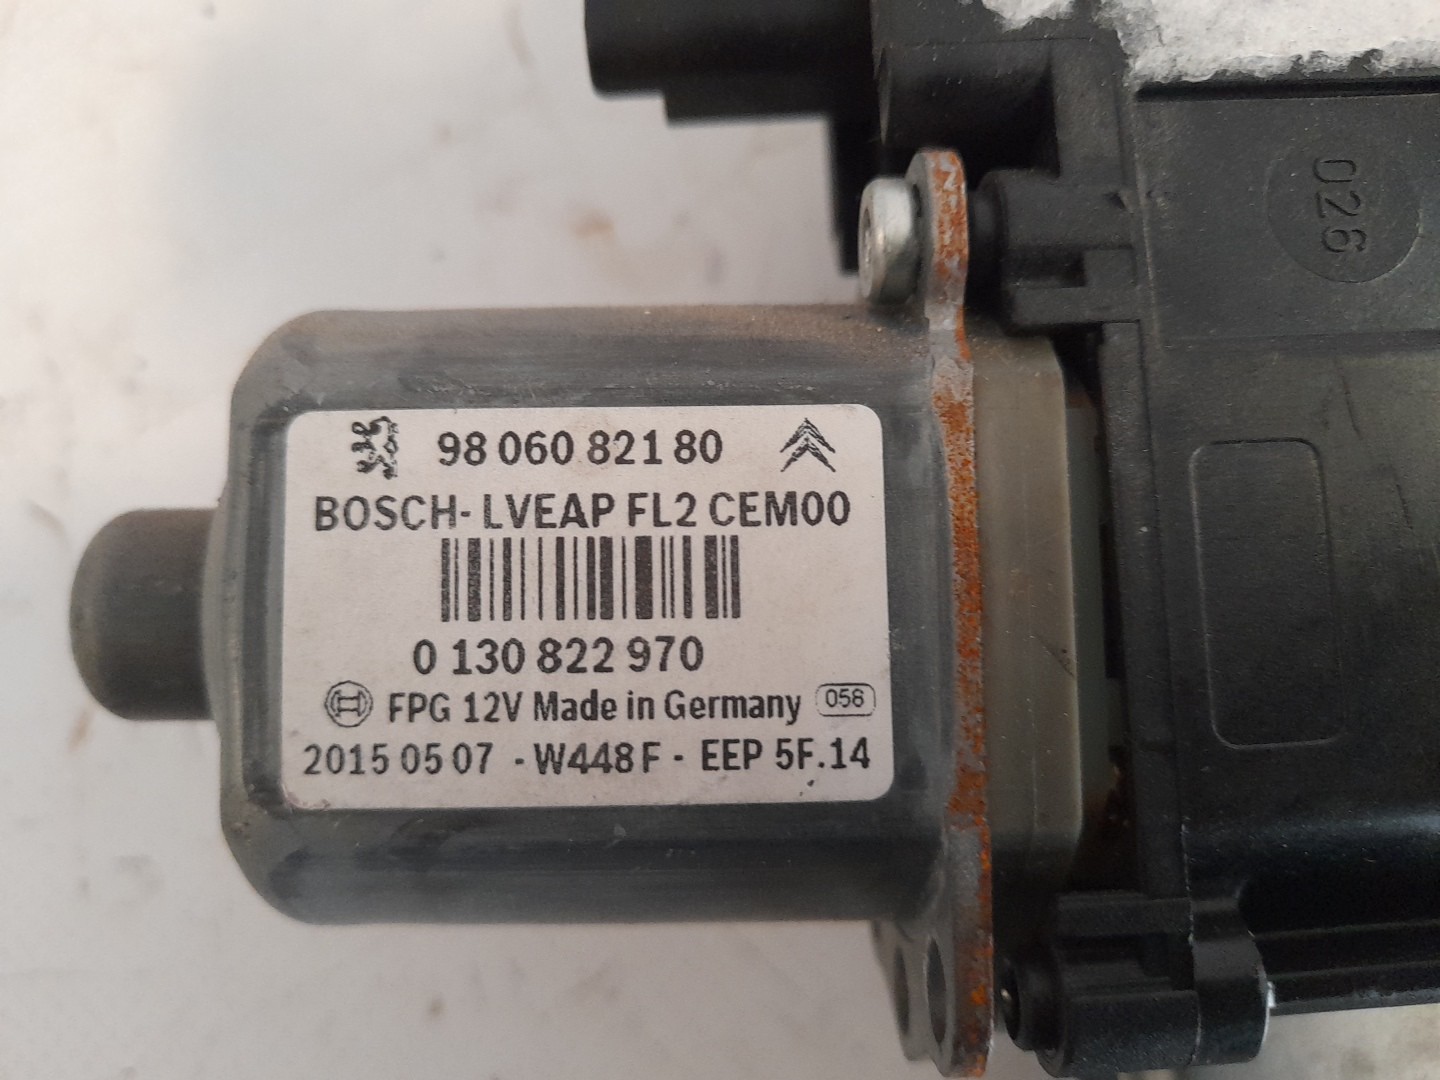 98 060 821 80
BOSCH- LVEAP FL2 CEM00
0 130 822 970
FPG 12V Made in Germany 056
2015 05 07 - W448F - EEP 5F.14
026